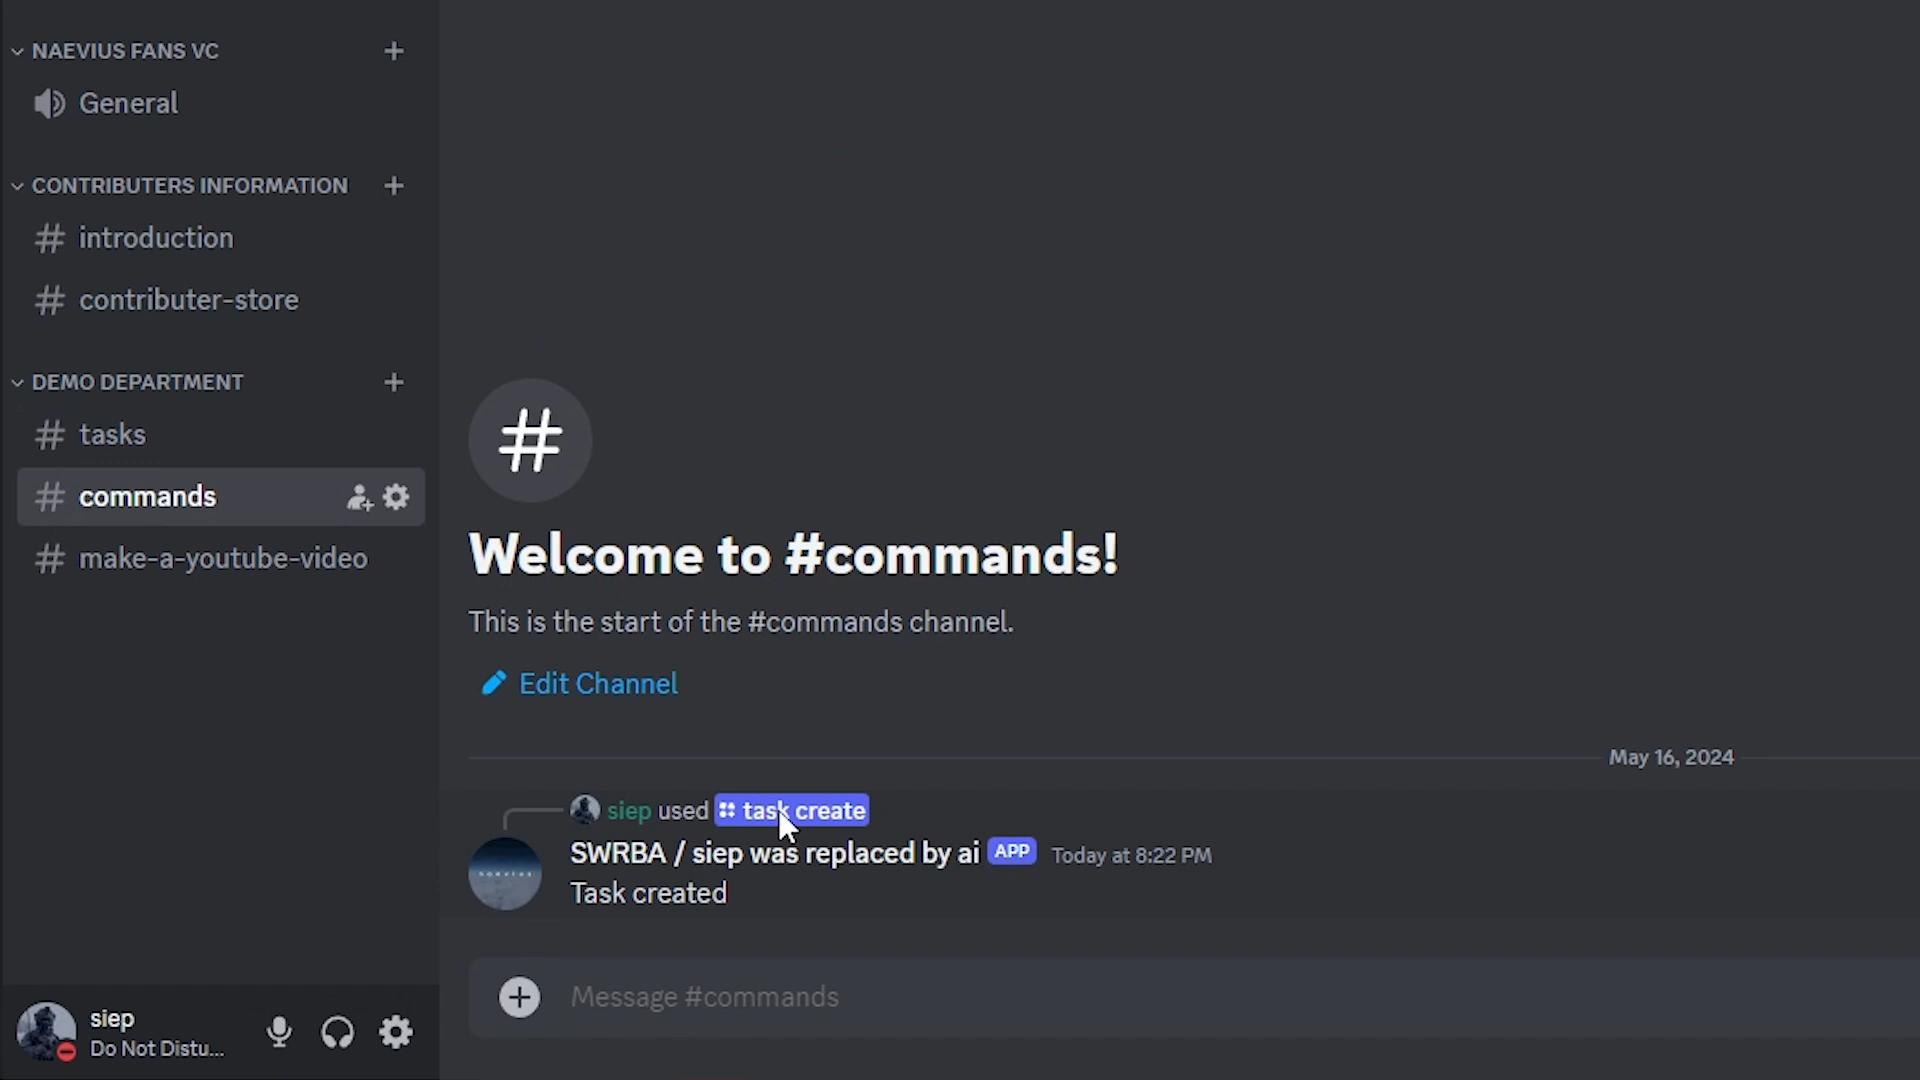 NAEVIUS FANS VC
General
CONTRIBUTERS INFORMATION
introduction
contributer-store
DEMO DEPARTMENT
tasks
commands
make-a-youtube-video
siep
Do Not Distu...
#
Welcome to #commands!
This is the start of the #commands channel.
Edit Channel
May 16, 2024
siep used task create
SWRBA / siep was replaced by ai APP Today at 8:22 PM
Task created
Message #commands